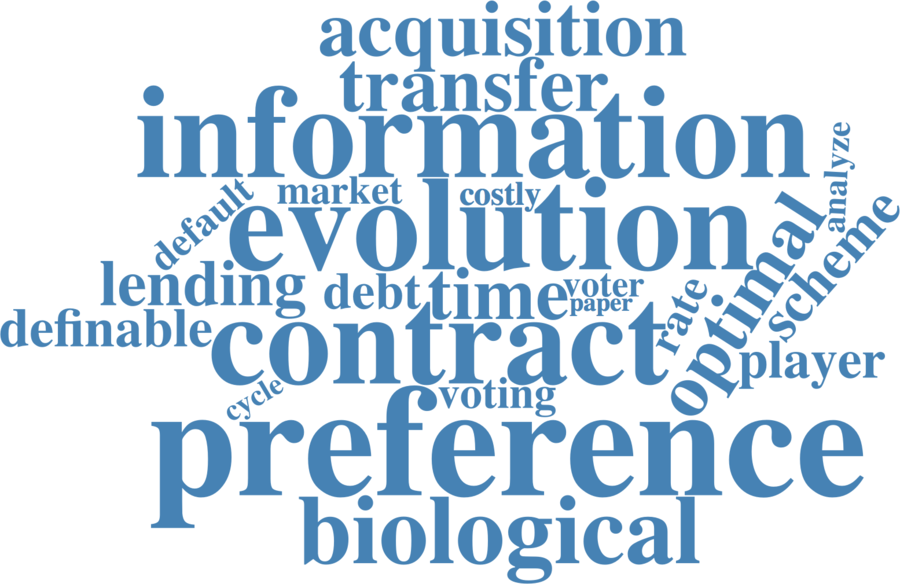 acquisition
transfer
information
analyze
market
costly
default
evolution
optimal
scheme
lending
debt
time
voter
paper
rate
definable
contract
player
cycle
voting
preference
biological